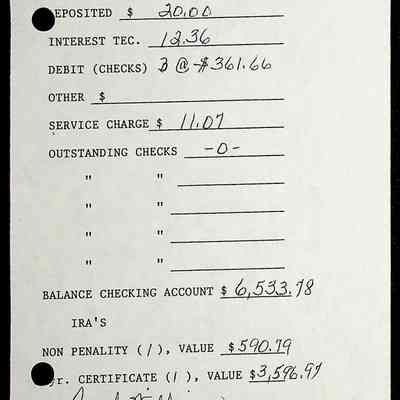 EPOSITED $ 20.00
INTEREST TEC. 12.36
DEBIT (CHECKS) 3 @ -$361.66
OTHER $
SERVICE CHARGE $ 11.07
OUTSTANDING CHECKS -0-
" "
" "
" "
" "
BALANCE CHECKING ACCOUNT $ 6,533.78
IRA'S
NON PENALITY (/), VALUE $590.79
yr. CERTIFICATE (/), VALUE $3,596.97